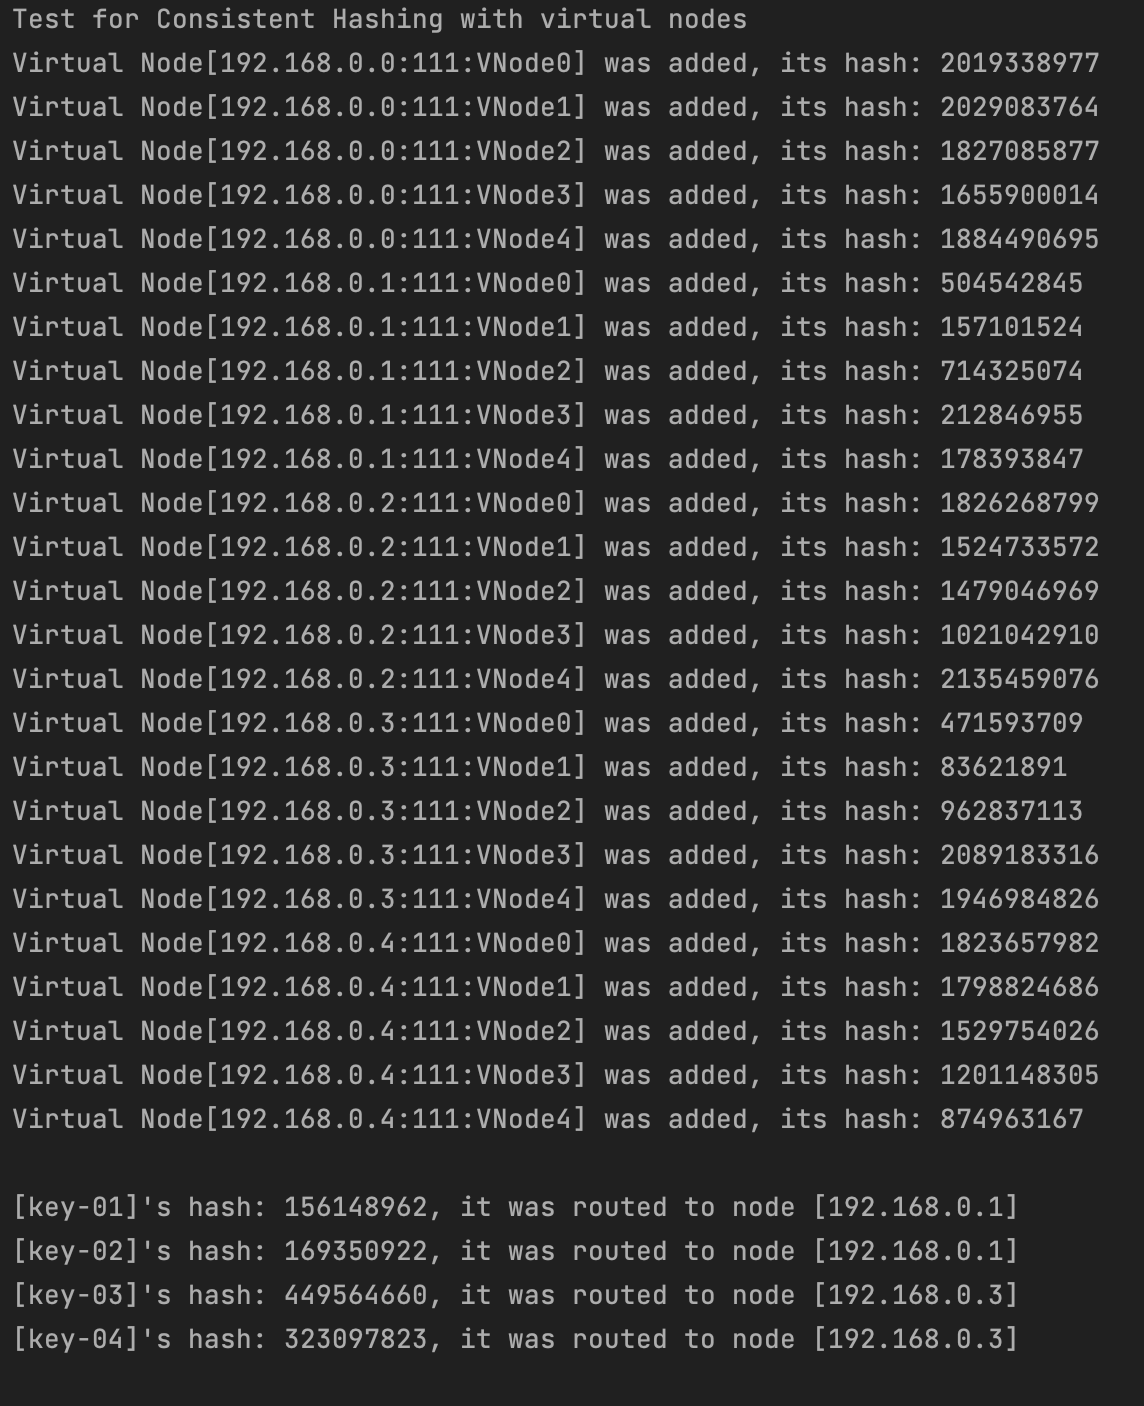 Test for Consistent Hashing with virtual nodes
Virtual Node[192.168.0.0:111:VNode0] was added, its hash: 2019338977
Virtual Node[192.168.0.0:111:VNode1] was added, its hash: 2029083764
Virtual Node[192.168.0.0:111:VNode2] was added, its hash: 1827085877
Virtual Node[192.168.0.0:111:VNode3] was added, its hash: 1655900014
Virtual Node[192.168.0.0:111:VNode4] was added, its hash: 1884490695
Virtual Node[192.168.0.1:111:VNode0] was added, its hash: 504542845
Virtual Node[192.168.0.1:111:VNode1] was added, its hash: 157101524
Virtual Node[192.168.0.1:111:VNode2] was added, its hash: 714325074
Virtual Node[192.168.0.1:111:VNode3] was added, its hash: 212846955
Virtual Node[192.168.0.1:111:VNode4] was added, its hash: 178393847
Virtual Node[192.168.0.2:111:VNode0] was added, its hash: 1826268799
Virtual Node[192.168.0.2:111:VNode1] was added, its hash: 1524733572
Virtual Node[192.168.0.2:111:VNode2] was added, its hash: 1479046969
Virtual Node[192.168.0.2:111:VNode3] was added, its hash: 1021042910
Virtual Node[192.168.0.2:111:VNode4] was added, its hash: 2135459076
Virtual Node[192.168.0.3:111:VNode0] was added, its hash: 471593709
Virtual Node[192.168.0.3:111:VNode1] was added, its hash: 83621891
Virtual Node[192.168.0.3:111:VNode2] was added, its hash: 962837113
Virtual Node[192.168.0.3:111:VNode3] was added, its hash: 2089183316
Virtual Node[192.168.0.3:111:VNode4] was added, its hash: 1946984826
Virtual Node[192.168.0.4:111:VNode0] was added, its hash: 1823657982
Virtual Node[192.168.0.4:111:VNode1] was added, its hash: 1798824686
Virtual Node[192.168.0.4:111:VNode2] was added, its hash: 1529754026
Virtual Node[192.168.0.4:111:VNode3] was added, its hash: 1201148305
Virtual Node[192.168.0.4:111:VNode4] was added, its hash: 874963167
[key-01]'s hash: 156148962, it was routed to node [192.168.0.1]
[key-02]'s hash: 169350922, it was routed to node [192.168.0.1]
[key-03]'s hash: 449564660, it was routed to node [192.168.0.3]
[key-04]'s hash: 323097823, it was routed to node [192.168.0.3]